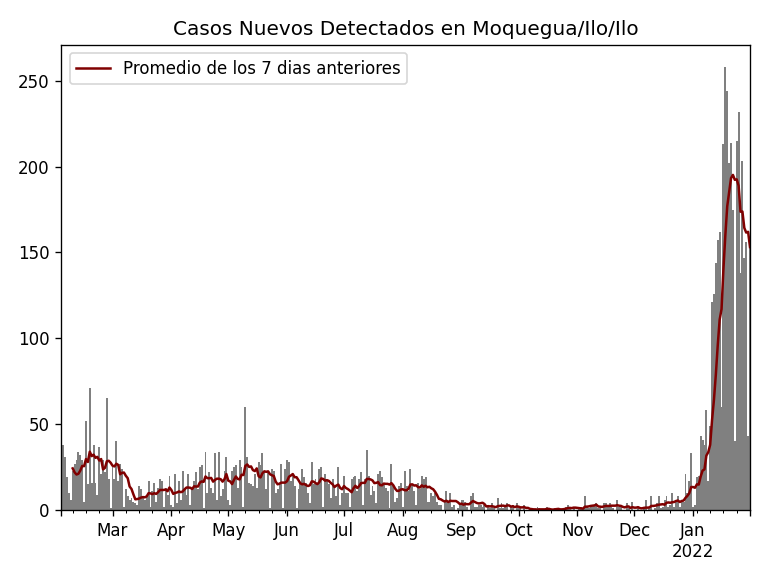 Casos Nuevos Detectados en Moquegua/Ilo/Ilo
Promedio de los 7 dias anteriores
250
200
150
100
50
0
Mar Apr May Jun Jul Aug Sep Oct Nov Dec Jan
2022